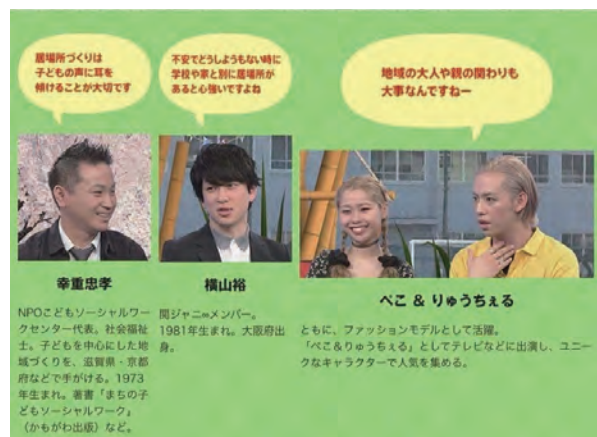 居場所づくりは
子どもの声に耳を
傾けることが大切です
不安でどうしようもない時に
学校や家と別に居場所が
あると心強いですよね
地域の大人や親の関わりも
大事なんですねー
幸重忠孝
NPOこどもソーシャルワー
クセンター代表。社会福祉
士。子どもを中心にした地
域づくりを、滋賀県・京都
府などで手がける。1973
年生まれ。著書「まちの子
どもソーシャルワーク」
（かもがわ出版）など。
横山裕
関ジャニ∞メンバー。
1981年生まれ。大阪府出
身。
ぺこ & りゅうちぇる
ともに、ファッションモデルとして活躍。
「ぺこ&りゅうちぇる」としてテレビなどに出演し、ユニー
クなキャラクターで人気を集める。